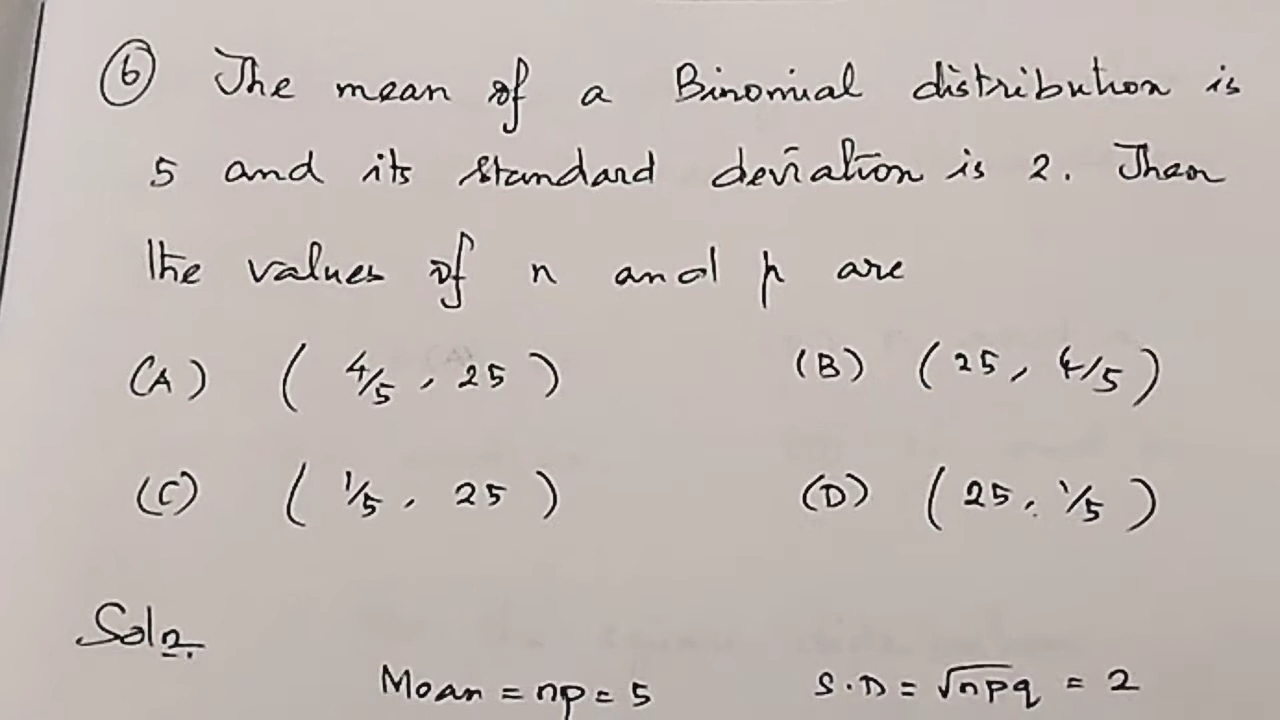 ⑥ The mean of a Binomial distribution is
5 and its standard deviation is 2. Then
the values of n and p are
(A) ( 4/5 , 25 ) (B) ( 25 , 4/5 )
(C) ( 1/5 , 25 ) (D) ( 25 , 1/5 )
Soln.
Mean = np = 5 S.D = √npq = 2